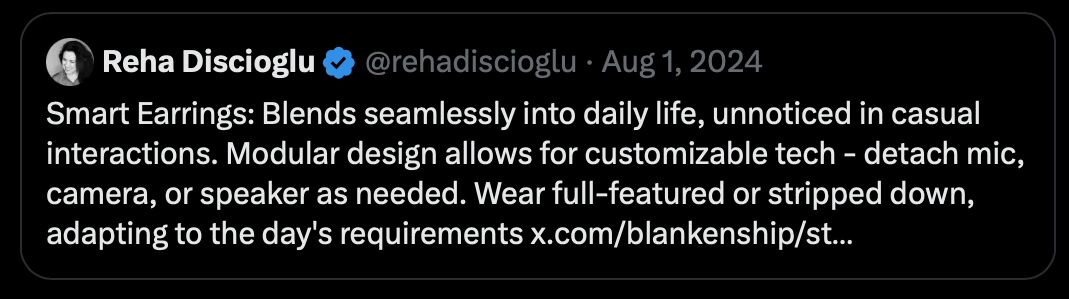 Reha Discioglu @rehadiscioglu · Aug 1, 2024
Smart Earrings: Blends seamlessly into daily life, unnoticed in casual
interactions. Modular design allows for customizable tech - detach mic,
camera, or speaker as needed. Wear full-featured or stripped down,
adapting to the day's requirements x.com/blankenship/st...